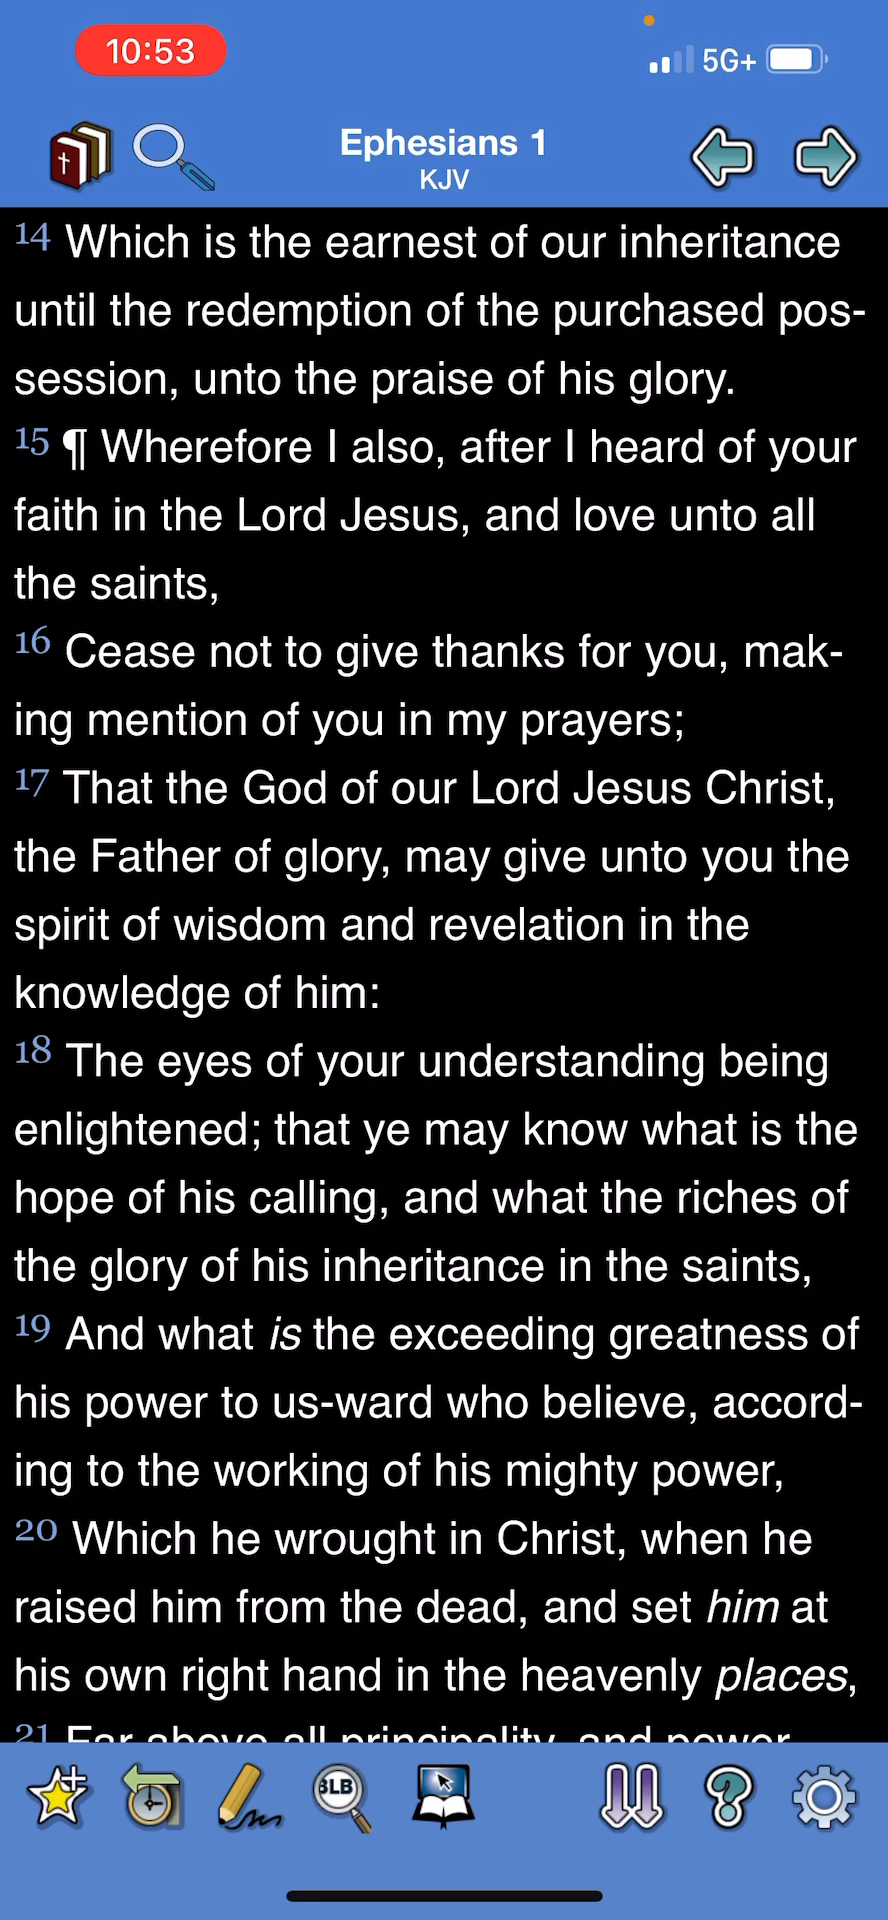 10:53
5G+
Ephesians 1
KJV
14 Which is the earnest of our inheritance
until the redemption of the purchased pos-
session, unto the praise of his glory.
15 ¶ Wherefore I also, after I heard of your
faith in the Lord Jesus, and love unto all
the saints,
16 Cease not to give thanks for you, mak-
ing mention of you in my prayers;
17 That the God of our Lord Jesus Christ,
the Father of glory, may give unto you the
spirit of wisdom and revelation in the
knowledge of him:
18 The eyes of your understanding being
enlightened; that ye may know what is the
hope of his calling, and what the riches of
the glory of his inheritance in the saints,
19 And what is the exceeding greatness of
his power to us-ward who believe, accord-
ing to the working of his mighty power,
20 Which he wrought in Christ, when he
raised him from the dead, and set him at
his own right hand in the heavenly places,
21 Far above all principality, and power,
BLB